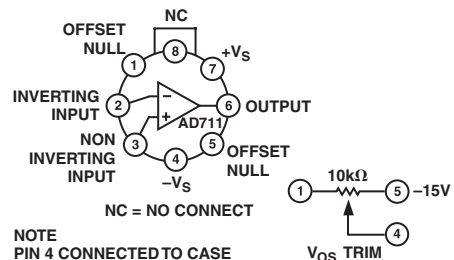 NC
OFFSET
NULL
8
1
7
+VS
INVERTING
INPUT
2
−
+
AD711
6
OUTPUT
NON
INVERTING
INPUT
3
4
5
OFFSET
NULL
−VS
NC = NO CONNECT
10kΩ
1
5
−15V
4
VOS TRIM
NOTE
PIN 4 CONNECTED TO CASE